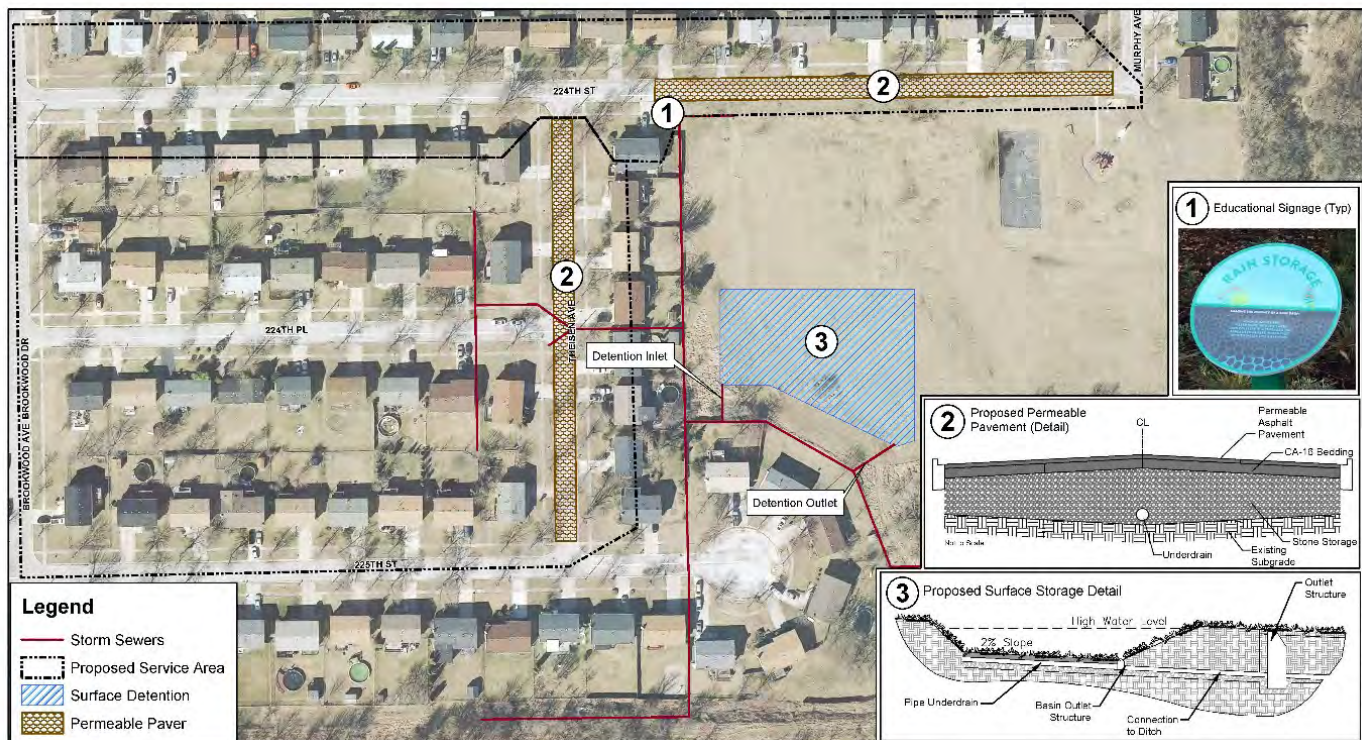 MURPHY AVE
224TH ST
2
1
2
THEISEN AVE
224TH PL
3
Detention Inlet
Detention Outlet
BROOKWOOD AVE BROOKWOOD DR
225TH ST
Legend
Storm Sewers
Proposed Service Area
Surface Detention
Permeable Paver
1 Educational Signage (Typ)
RAIN STORAGE
2 Proposed Permeable
Pavement (Detail)
CL
Permeable
Asphalt
Pavement
CA-16 Bedding
Stone Storage
Existing
Subgrade
Underdrain
Not to Scale
3 Proposed Surface Storage Detail
Outlet
Structure
High Water Level
2% Slope
Pipe Underdrain
Basin Outlet
Structure
Connection
to Ditch